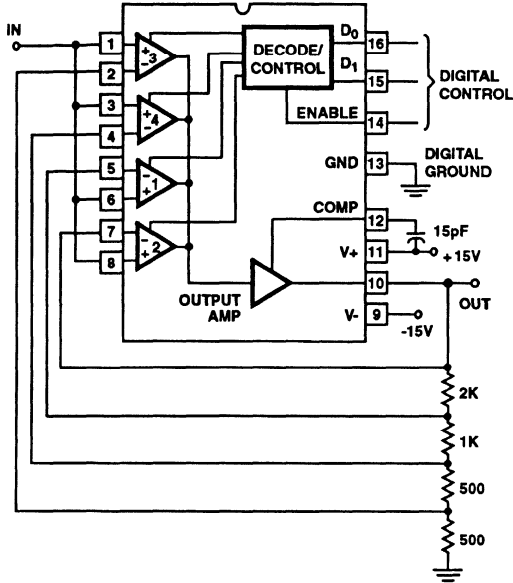 IN
1
2
3
4
5
6
7
8
+
− 3
+
− 4
−
+ 1
−
+ 2
DECODE/
CONTROL
D0
16
D1
15
ENABLE
14
DIGITAL
CONTROL
GND
13
DIGITAL
GROUND
COMP
12
15pF
V+
11
+15V
OUTPUT
AMP
10
OUT
V-
9
-15V
2K
1K
500
500